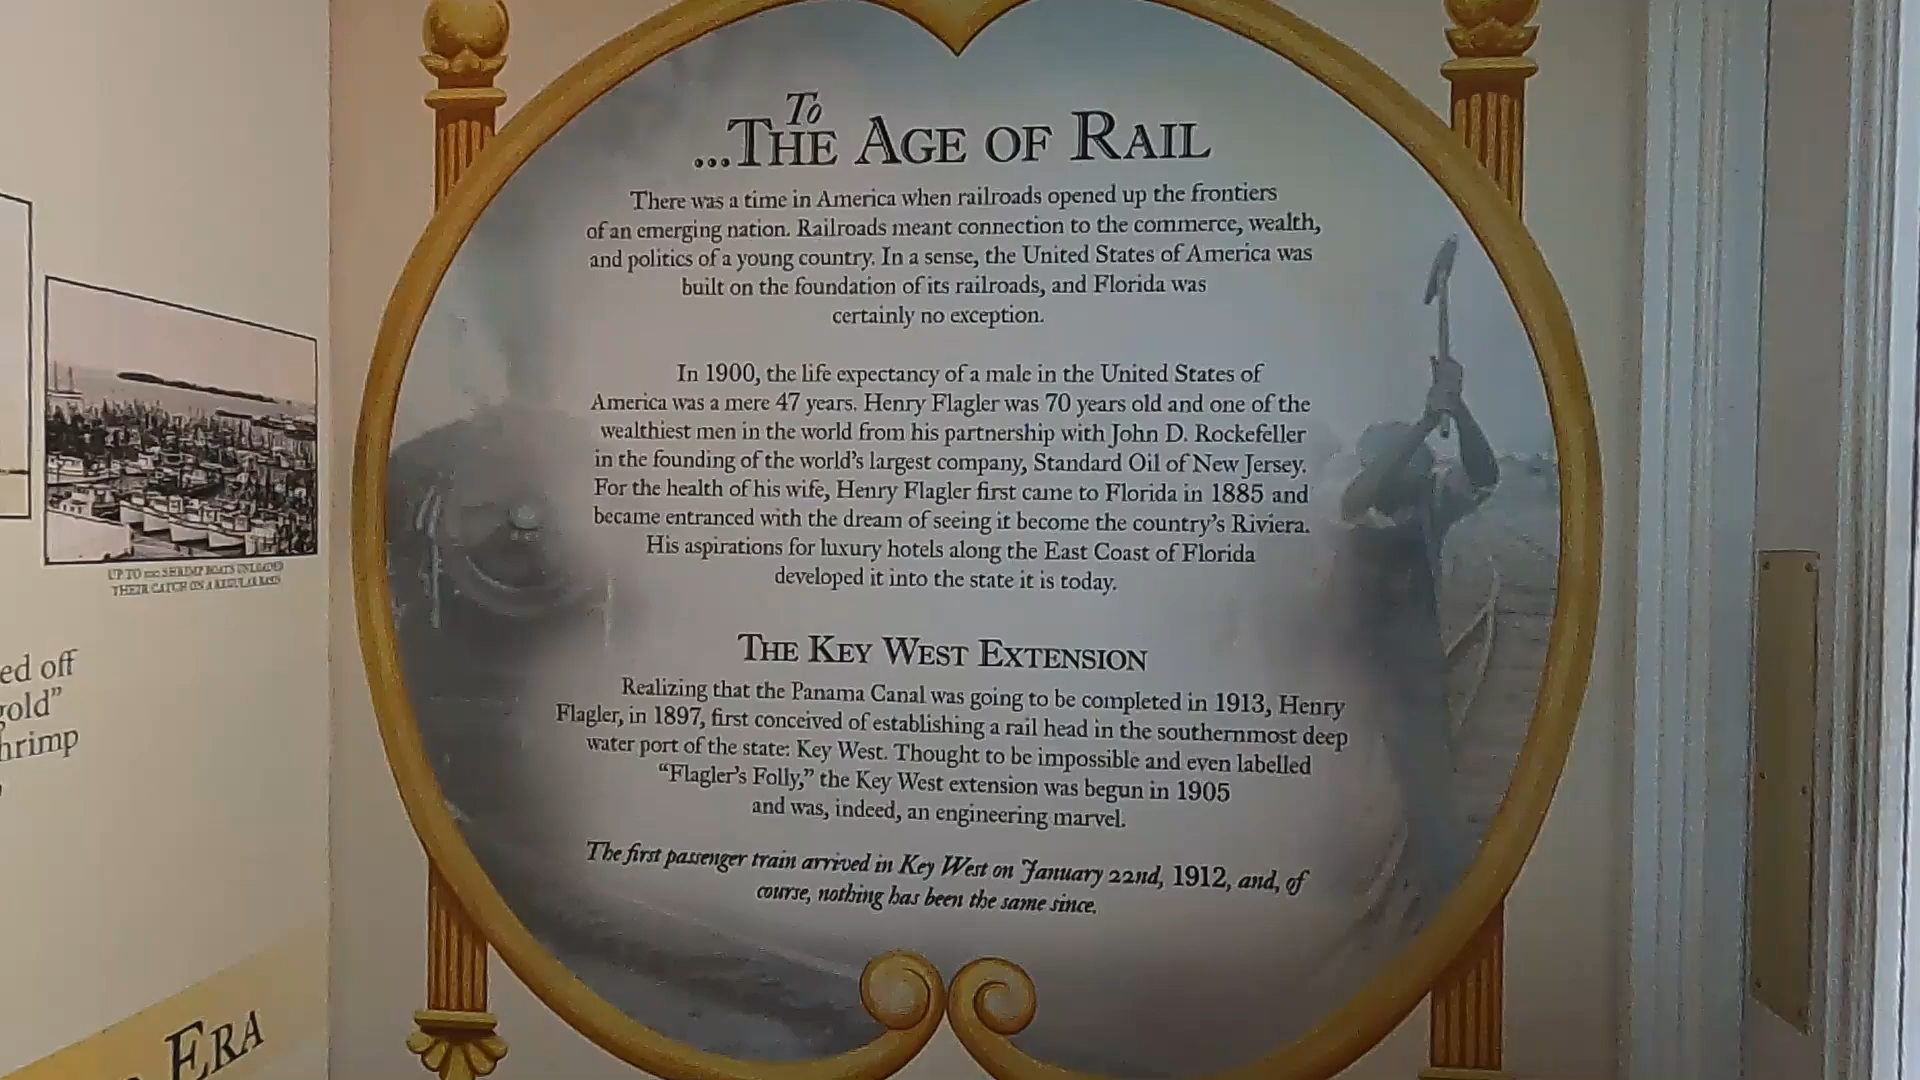 To
...The Age of Rail
There was a time in America when railroads opened up the frontiers
of an emerging nation. Railroads meant connection to the commerce, wealth,
and politics of a young country. In a sense, the United States of America was
built on the foundation of its railroads, and Florida was
certainly no exception.
In 1900, the life expectancy of a male in the United States of
America was a mere 47 years. Henry Flagler was 70 years old and one of the
wealthiest men in the world from his partnership with John D. Rockefeller
in the founding of the world's largest company, Standard Oil of New Jersey.
For the health of his wife, Henry Flagler first came to Florida in 1885 and
became entranced with the dream of seeing it become the country's Riviera.
His aspirations for luxury hotels along the East Coast of Florida
developed it into the state it is today.
The Key West Extension
Realizing that the Panama Canal was going to be completed in 1913, Henry
Flagler, in 1897, first conceived of establishing a rail head in the southernmost deep
water port of the state: Key West. Thought to be impossible and even labelled
"Flagler's Folly," the Key West extension was begun in 1905
and was, indeed, an engineering marvel.
The first passenger train arrived in Key West on January 22nd, 1912, and, of
course, nothing has been the same since.
UP TO SHRIMP BOATS UNLOADED
THEIR CATCH ON A REGULAR BASIS
ed off
gold"
hrimp
Era